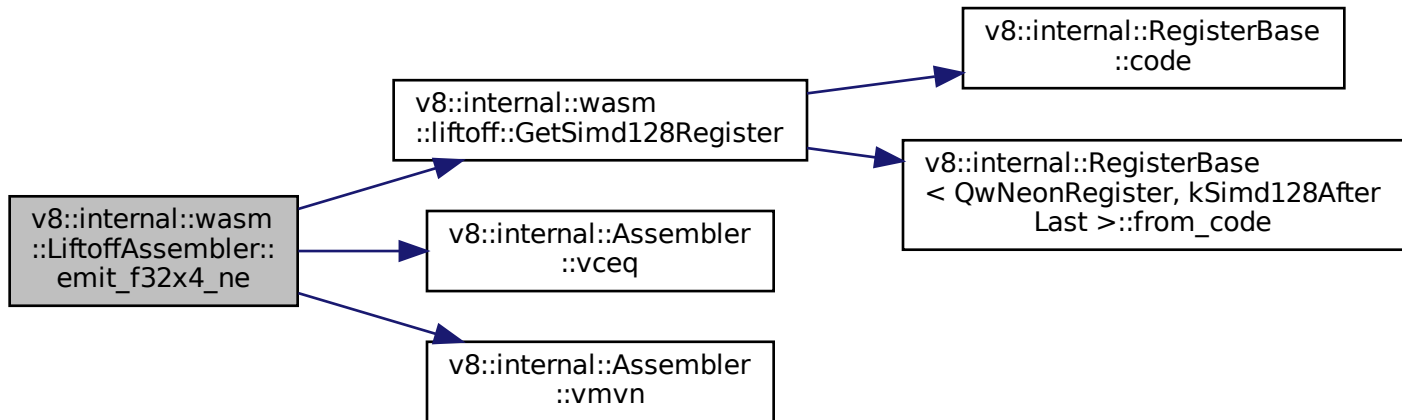 v8::internal::wasm
::LiftoffAssembler::
emit_f32x4_ne
v8::internal::wasm
::liftoff::GetSimd128Register
v8::internal::Assembler
::vceq
v8::internal::Assembler
::vmvn
v8::internal::RegisterBase
::code
v8::internal::RegisterBase
< QwNeonRegister, kSimd128After
Last >::from_code